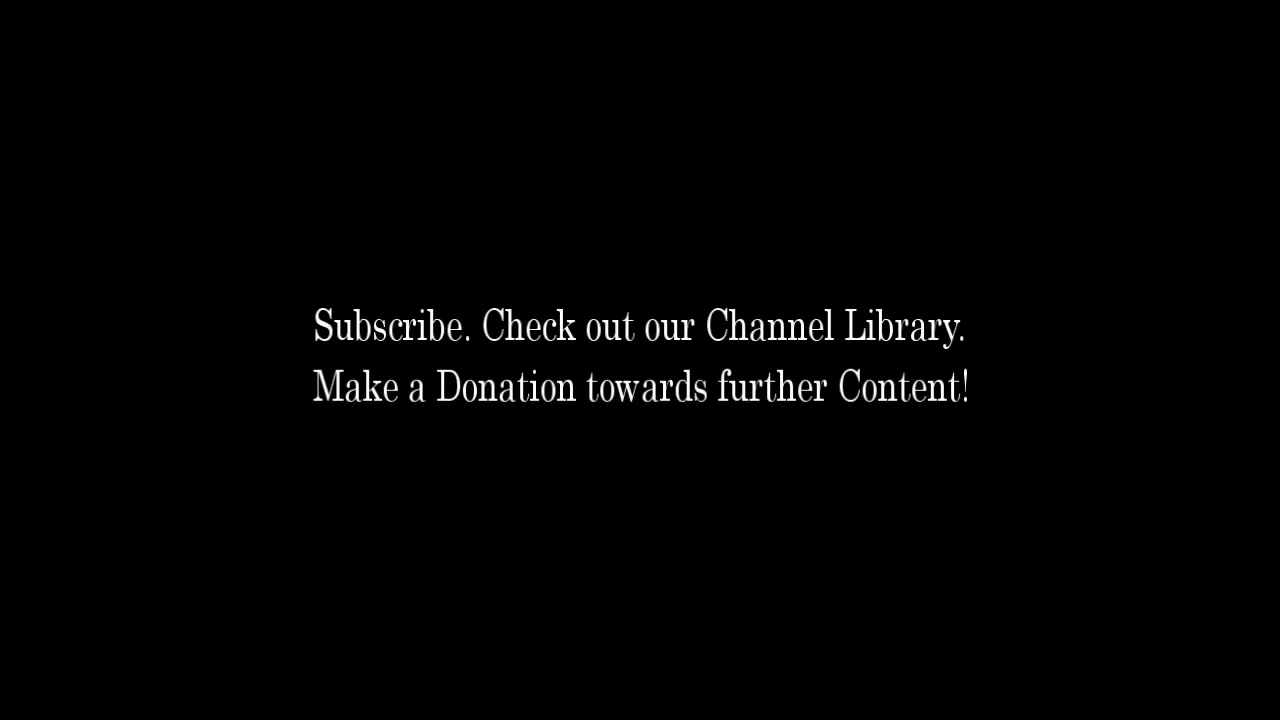 Subscribe. Check out our Channel Library.
Make a Donation towards further Content!